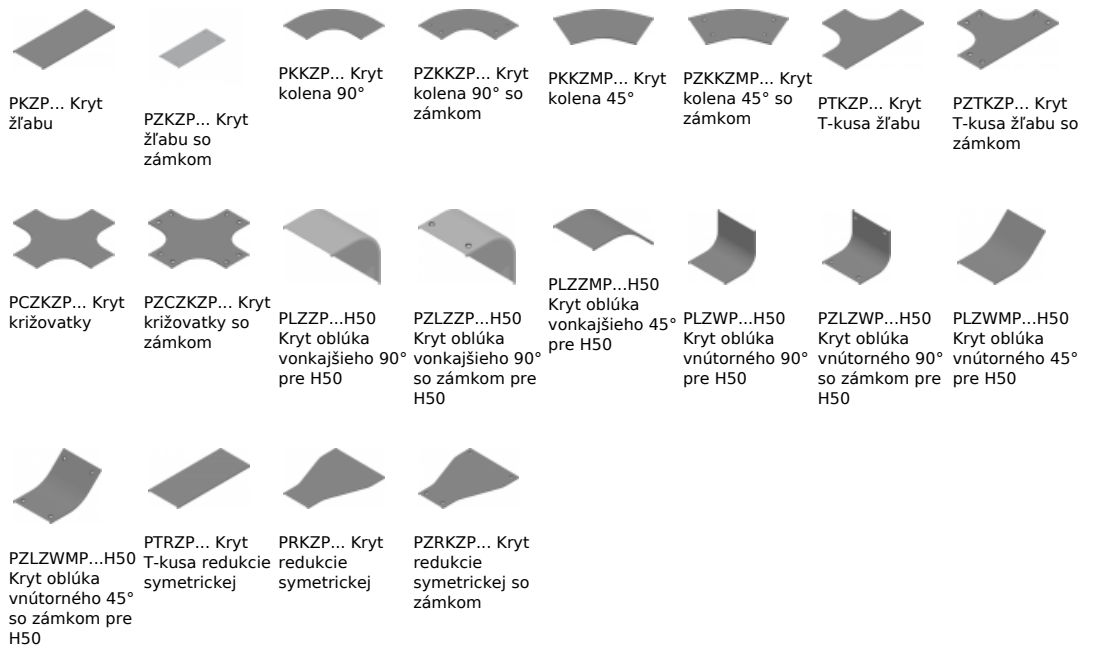 PKZP... Kryt
žľabu
PZKZP... Kryt
žľabu so
zámkom
PKKZP... Kryt
kolena 90°
PZKKZP... Kryt
kolena 90° so
zámkom
PKKZMP... Kryt
kolena 45°
PZKKZMP... Kryt
kolena 45° so
zámkom
PTKZP... Kryt
T-kusa žľabu
PZTKZP... Kryt
T-kusa žľabu so
zámkom
PCZKZP... Kryt
križovatky
PZCZKZP... Kryt
križovatky so
zámkom
PLZZP...H50
Kryt oblúka
vonkajšieho 90°
pre H50
PZLZZP...H50
Kryt oblúka
vonkajšieho 90°
so zámkom pre
H50
PLZZMP...H50
Kryt oblúka
vonkajšieho 45°
pre H50
PLZWP...H50
Kryt oblúka
vnútorného 90°
pre H50
PZLZWP...H50
Kryt oblúka
vnútorného 90°
so zámkom pre
H50
PLZWMP...H50
Kryt oblúka
vnútorného 45°
pre H50
PZLZWMP...H50
Kryt oblúka
vnútorného 45°
so zámkom pre
H50
PTRZP... Kryt
T-kusa redukcie
symetrickej
PRKZP... Kryt
redukcie
symetrickej
PZRKZP... Kryt
redukcie
symetrickej so
zámkom